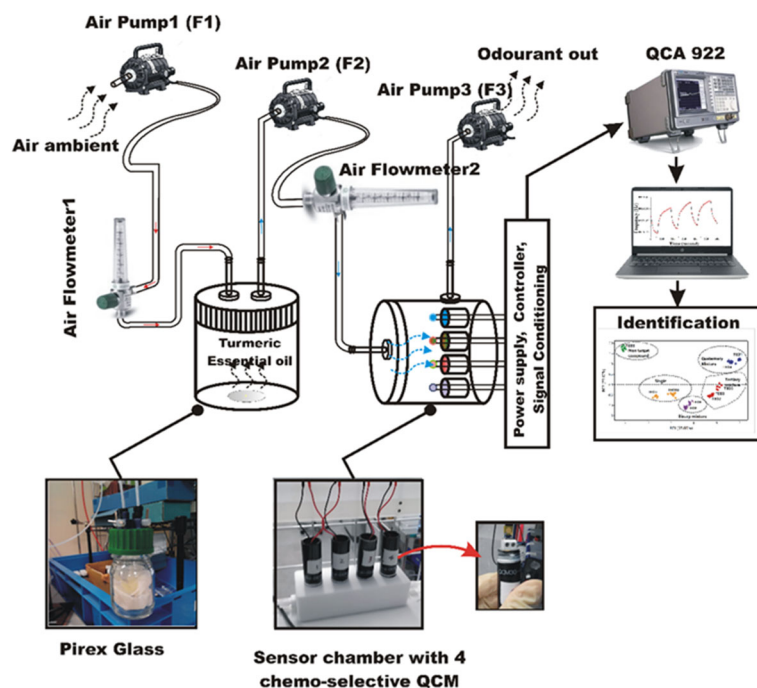 Air Pump1 (F1)
Air ambient
Air Pump2 (F2)
Air Pump3 (F3)
Odourant out
QCA 922
Air Flowmeter1
Air Flowmeter2
Turmeric
Essential oil
Power supply, Controller,
Signal Conditioning
Identification
Single
Pirex Glass
Sensor chamber with 4
chemo-selective QCM